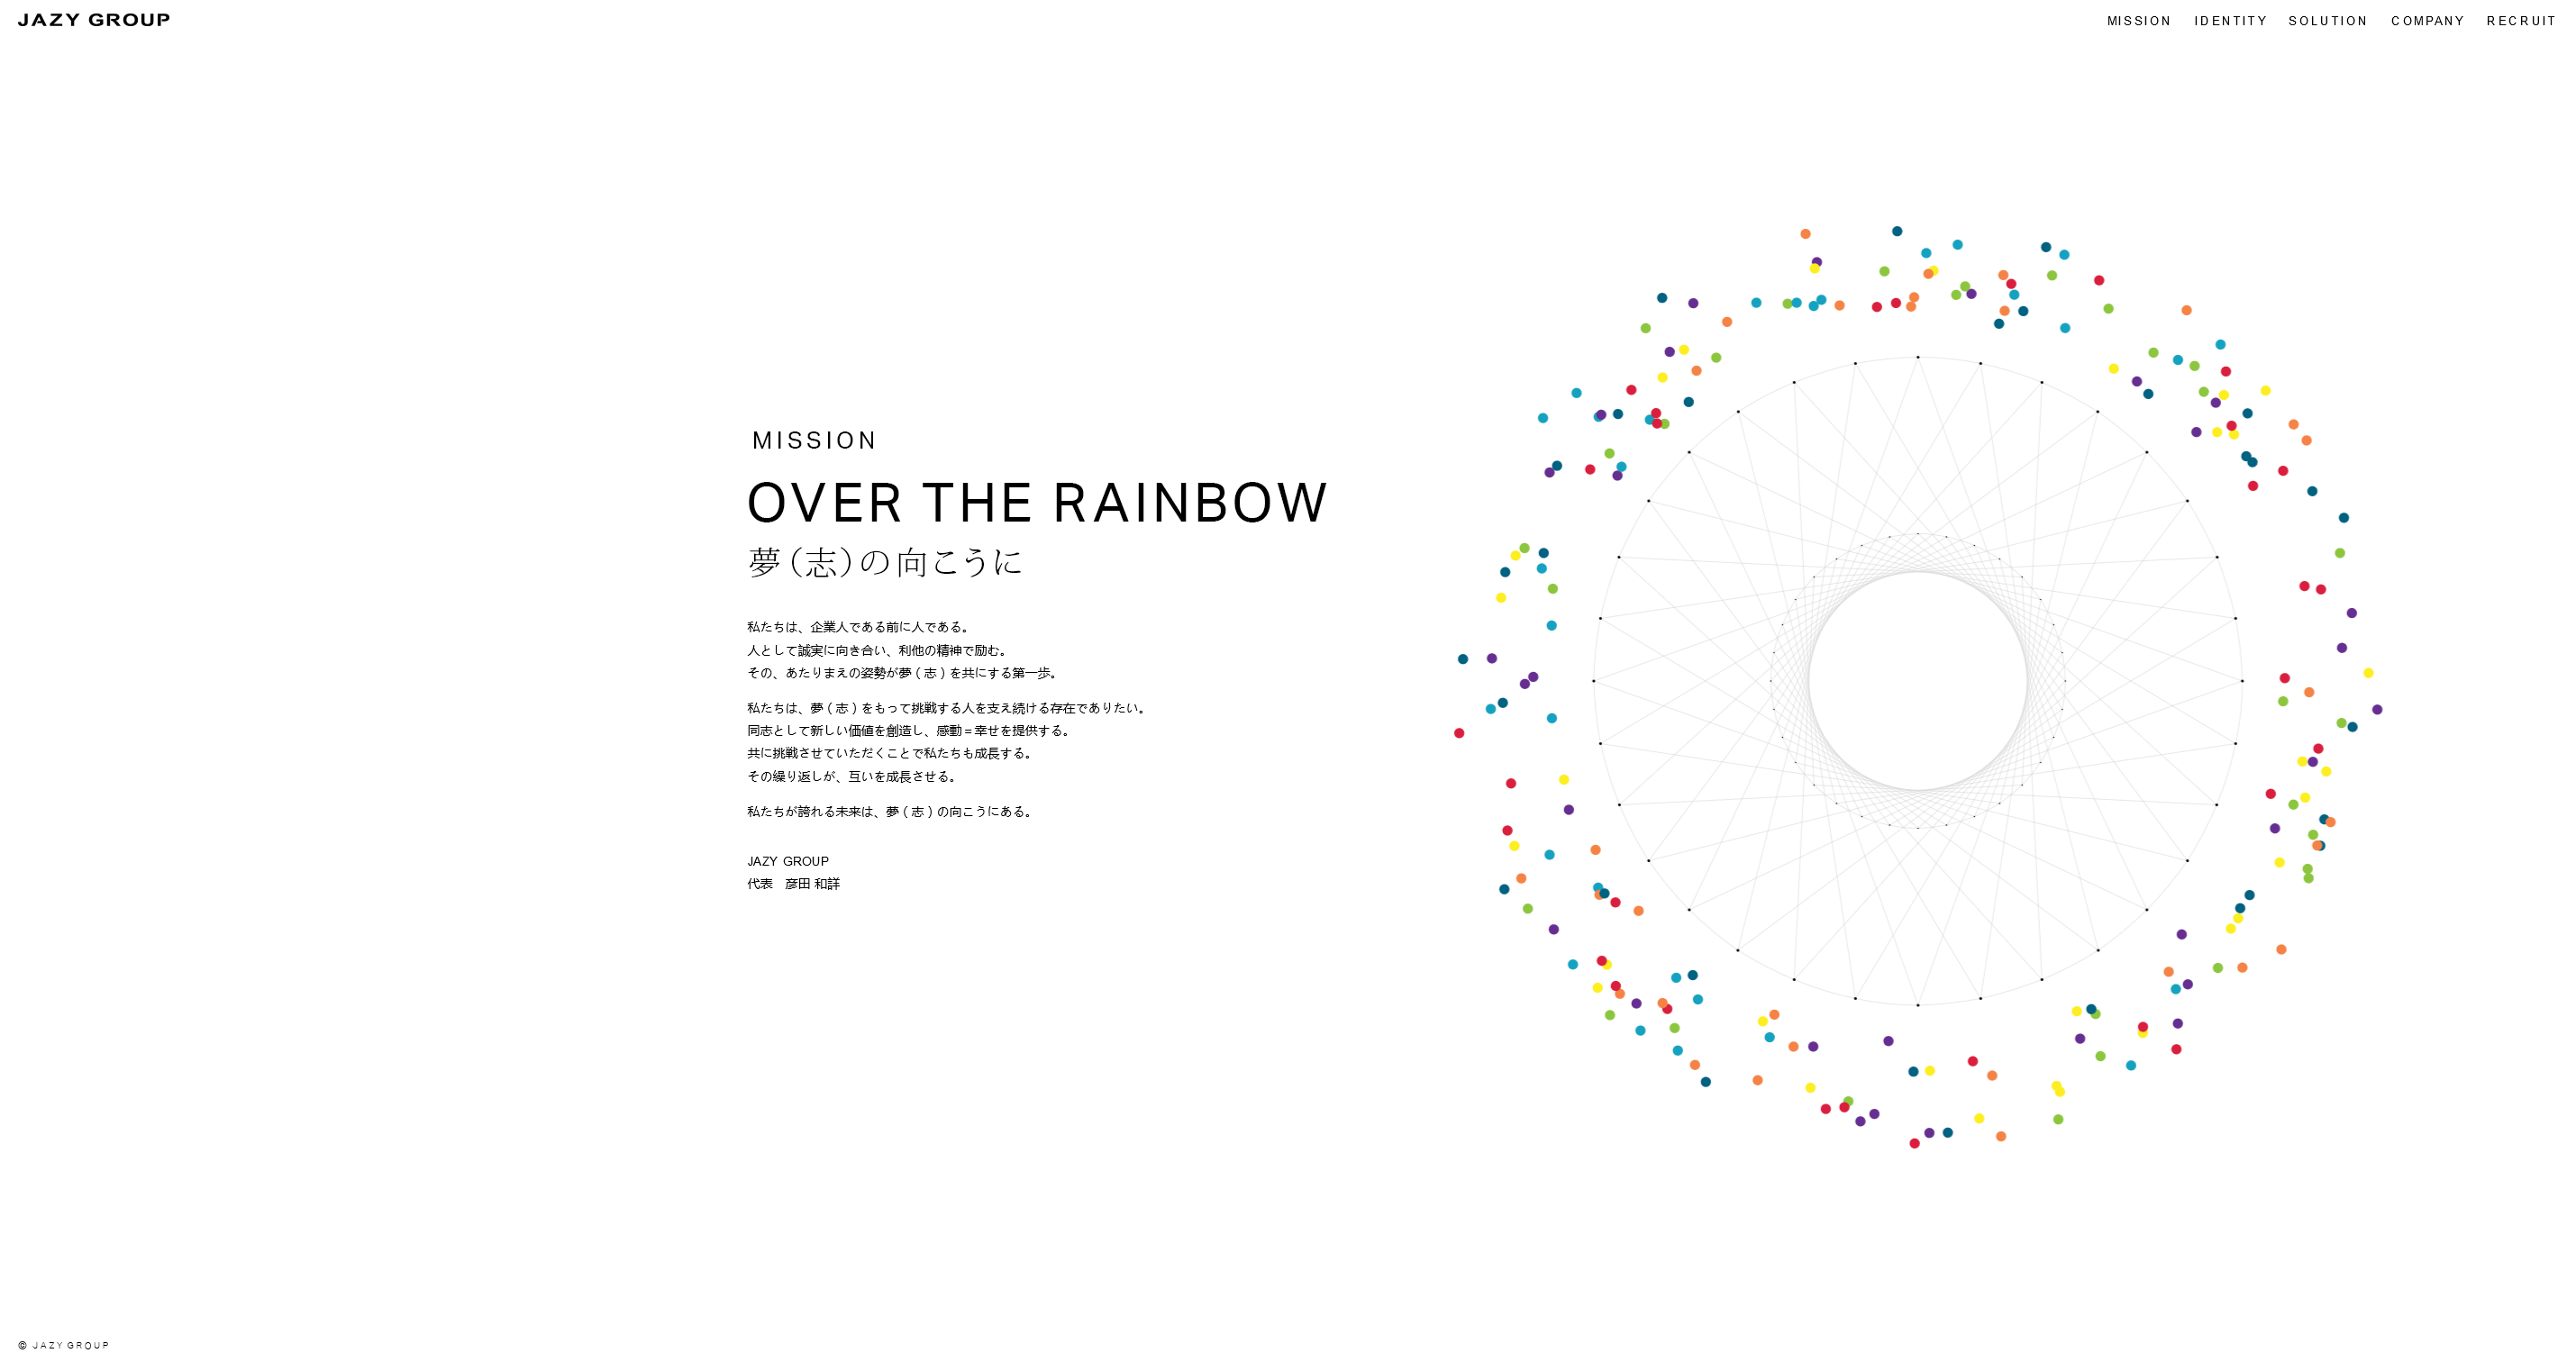 JAZY GROUP
MISSION IDENTITY SOLUTION COMPANY RECRUIT
MISSION
OVER THE RAINBOW
夢（志）の向こうに
私たちは、企業人である前に人である。
人として誠実に向き合い、利他の精神で励む。
その、あたりまえの姿勢が夢（志）を共にする第一歩。
私たちは、夢（志）をもって挑戦する人を支え続ける存在でありたい。
同志として新しい価値を創造し、感動＝幸せを提供する。
共に挑戦させていただくことで私たちも成長する。
その繰り返しが、互いを成長させる。
私たちが誇れる未来は、夢（志）の向こうにある。
JAZY GROUP
代表　彦田 和詳
© JAZY GROUP